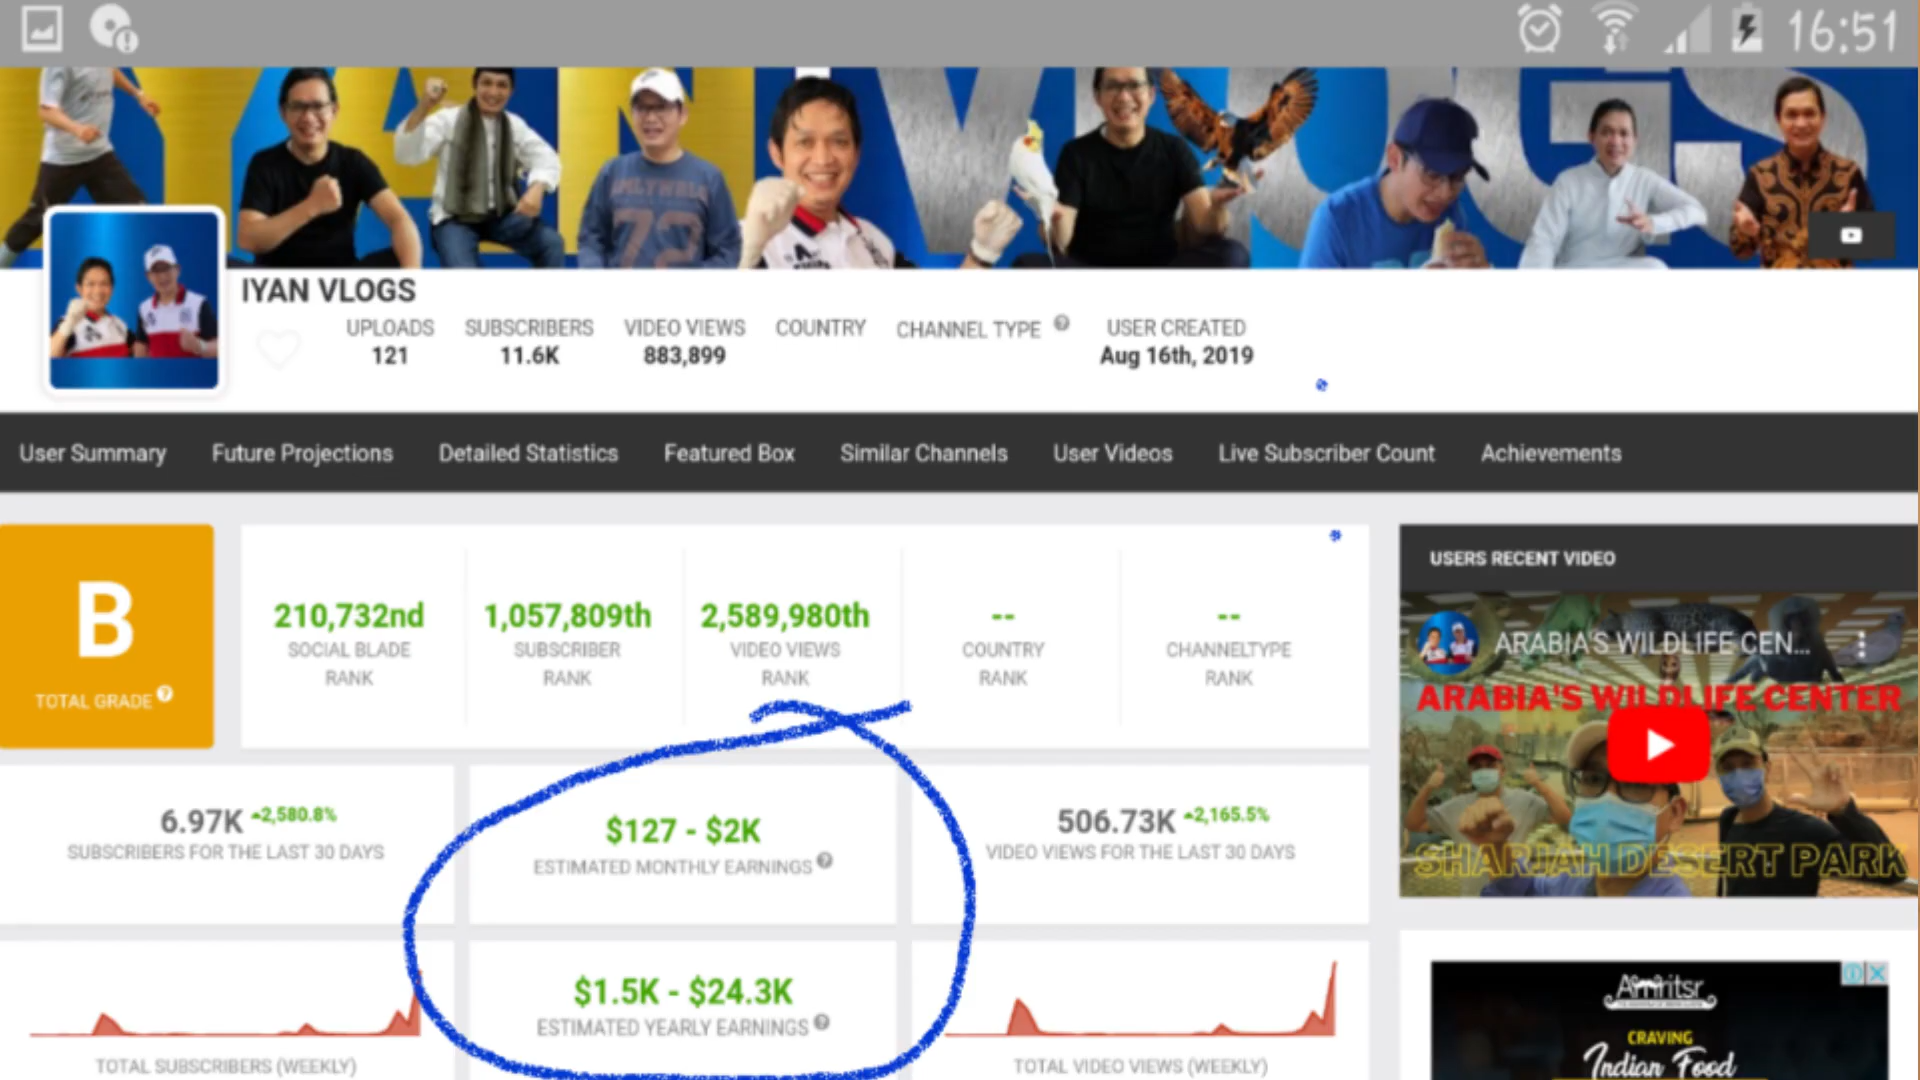 16:51
IYAN VLOGS
IYAN VLOGS
UPLOADS SUBSCRIBERS VIDEO VIEWS COUNTRY CHANNEL TYPE USER CREATED
121 11.6K 883,899 Aug 16th, 2019
User Summary Future Projections Detailed Statistics Featured Box Similar Channels User Videos Live Subscriber Count Achievements
B
TOTAL GRADE
210,732nd 1,057,809th 2,589,980th -- --
SOCIAL BLADE SUBSCRIBER VIDEO VIEWS COUNTRY CHANNELTYPE
RANK RANK RANK RANK RANK
USERS RECENT VIDEO
ARABIA'S WILDLIFE CEN...
ARABIA'S WILDLIFE CENTER
SHARJAH DESERT PARK
6.97K 2,580.8%
SUBSCRIBERS FOR THE LAST 30 DAYS
$127 - $2K
ESTIMATED MONTHLY EARNINGS
506.73K 2,165.5%
VIDEO VIEWS FOR THE LAST 30 DAYS
$1.5K - $24.3K
ESTIMATED YEARLY EARNINGS
TOTAL SUBSCRIBERS (WEEKLY)
TOTAL VIDEO VIEWS (WEEKLY)
Amritsr
CRAVING
Indian Food